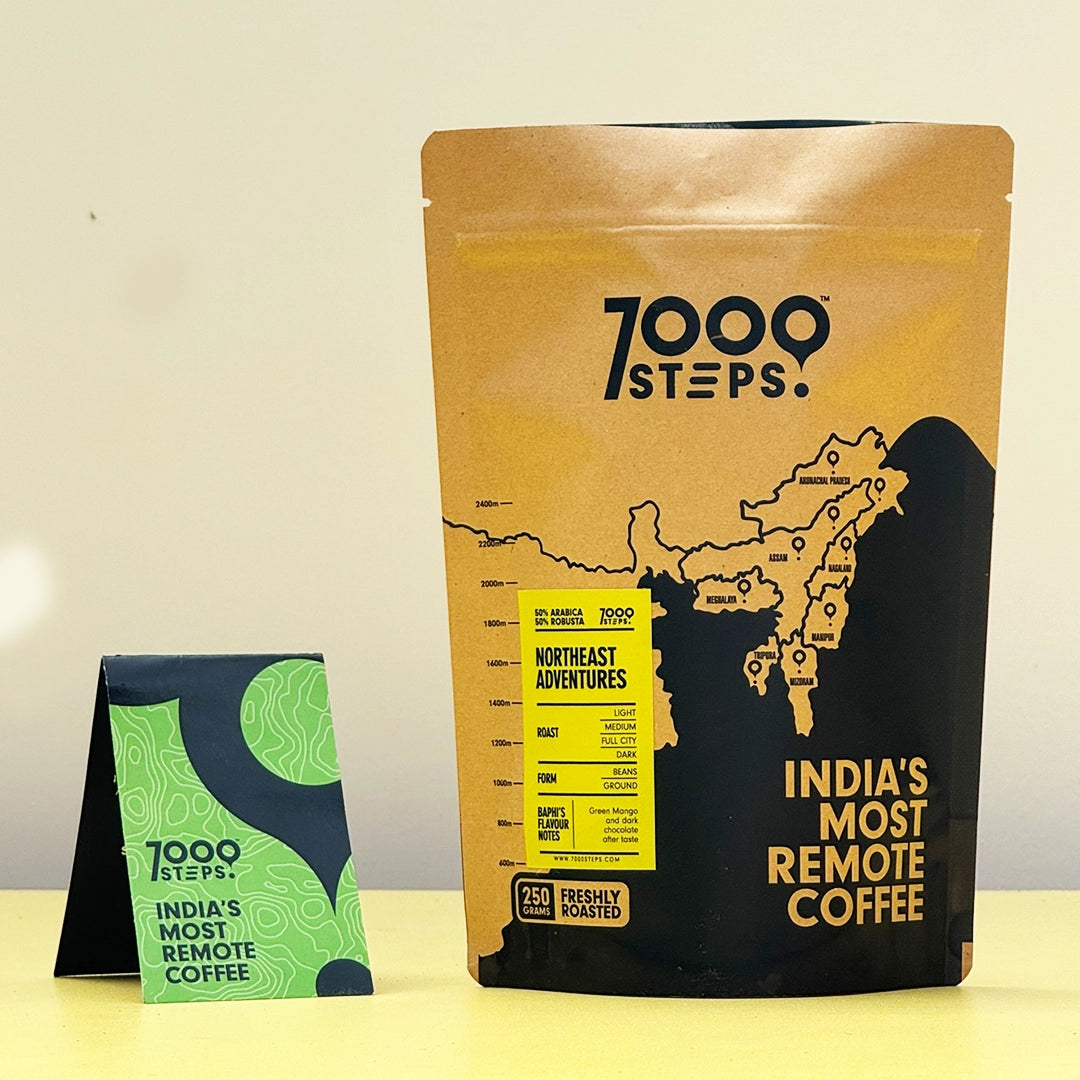 7000™
STEPS.
2400m
2200m
2000m
1800m
1600m
1400m
1200m
1000m
800m
600m
ARUNACHAL PRADESH
ASSAM
NAGALAND
MEGHALAYA
MANIPUR
TRIPURA
MIZORAM
50% ARABICA
50% ROBUSTA
7000
STEPS.
NORTHEAST
ADVENTURES
ROAST
LIGHT
MEDIUM
FULL CITY
DARK
FORM
BEANS
GROUND
BAPHI'S
FLAVOUR
NOTES
Green Mango
and dark
chocolate
after taste
WWW.7000STEPS.COM
250
GRAMS
FRESHLY
ROASTED
INDIA'S
MOST
REMOTE
COFFEE
7000
STEPS.
INDIA'S
MOST
REMOTE
COFFEE